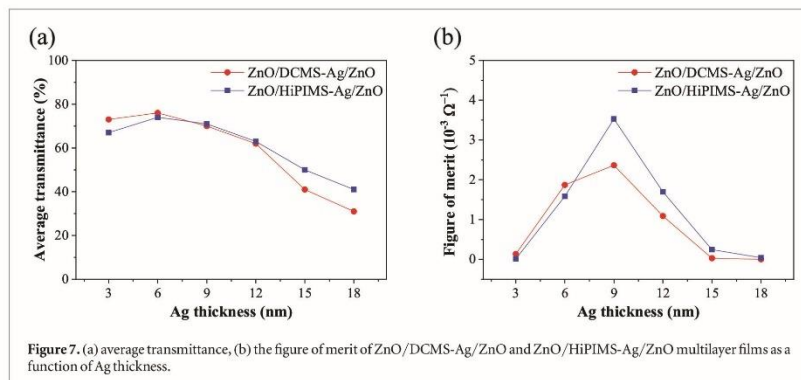 (a)
ZnO/DCMS-Ag/ZnO
ZnO/HiPIMS-Ag/ZnO
Average transmittance (%)
100
80
60
40
20
0
3 6 9 12 15 18
Ag thickness (nm)
(b)
ZnO/DCMS-Ag/ZnO
ZnO/HiPIMS-Ag/ZnO
Figure of merit (10⁻³ Ω⁻¹)
5
4
3
2
1
0
3 6 9 12 15 18
Ag thickness (nm)
Figure 7. (a) average transmittance, (b) the figure of merit of ZnO/DCMS-Ag/ZnO and ZnO/HiPIMS-Ag/ZnO multilayer films as a
function of Ag thickness.